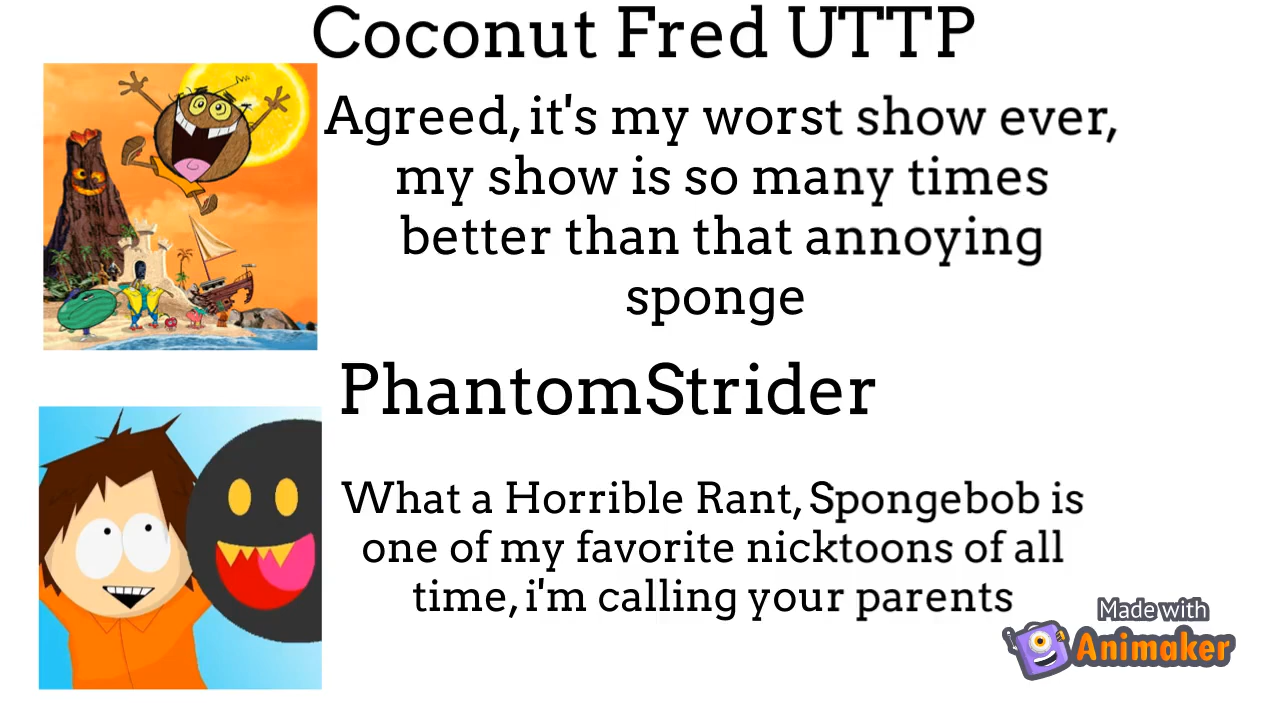 Coconut Fred UTTP
Agreed, it's my worst show ever,
my show is so many times
better than that annoying
sponge
PhantomStrider
What a Horrible Rant, Spongebob is
one of my favorite nicktoons of all
time, i'm calling your parents
Made with
Animaker